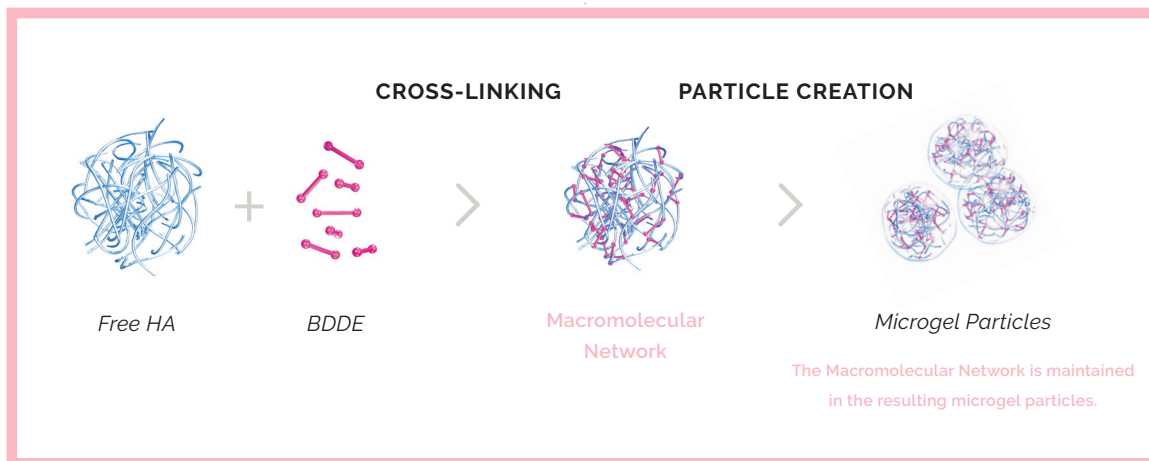 CROSS-LINKING
PARTICLE CREATION
Free HA
BDDE
Macromolecular
Network
Microgel Particles
The Macromolecular Network is maintained
in the resulting microgel particles.